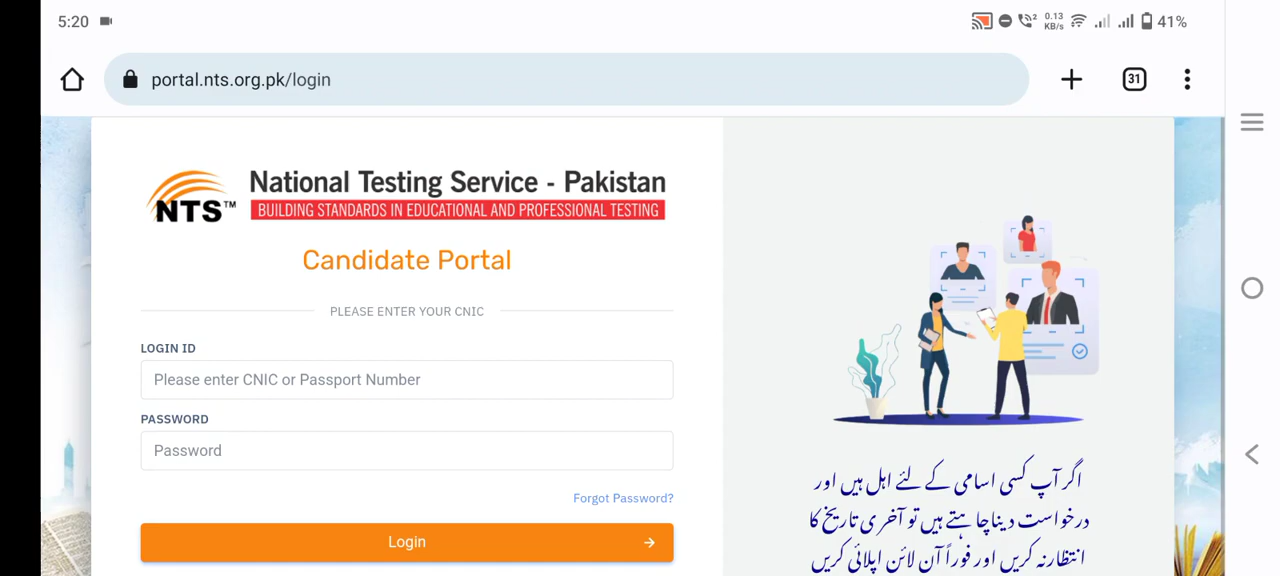 5:20
0.13
KB/s
41%
portal.nts.org.pk/login
31
NTS™
National Testing Service - Pakistan
BUILDING STANDARDS IN EDUCATIONAL AND PROFESSIONAL TESTING
Candidate Portal
PLEASE ENTER YOUR CNIC
LOGIN ID
Please enter CNIC or Passport Number
PASSWORD
Password
Forgot Password?
Login
اگر آپ کسی اسامی کے لئے اہل ہیں اور
درخواست دینا چاہتے ہیں تو آخری تاریخ کا
انتظار نہ کریں اور فوراً آن لائن اپلائی کریں